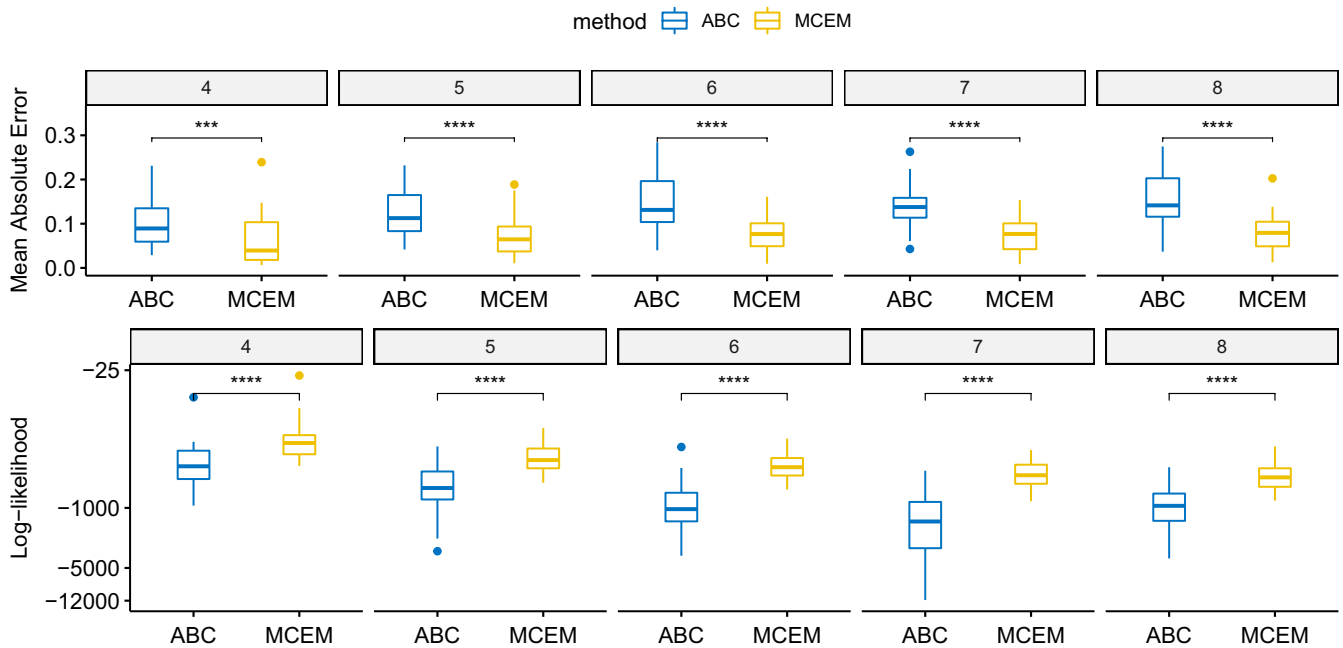 method ABC MCEM
4 5 6 7 8
Mean Absolute Error
0.3
0.2
0.1
0.0
*** **** **** **** ****
ABC MCEM ABC MCEM ABC MCEM ABC MCEM ABC MCEM
4 5 6 7 8
Log−likelihood
−25
−1000
−5000
−12000
**** **** **** **** ****
ABC MCEM ABC MCEM ABC MCEM ABC MCEM ABC MCEM